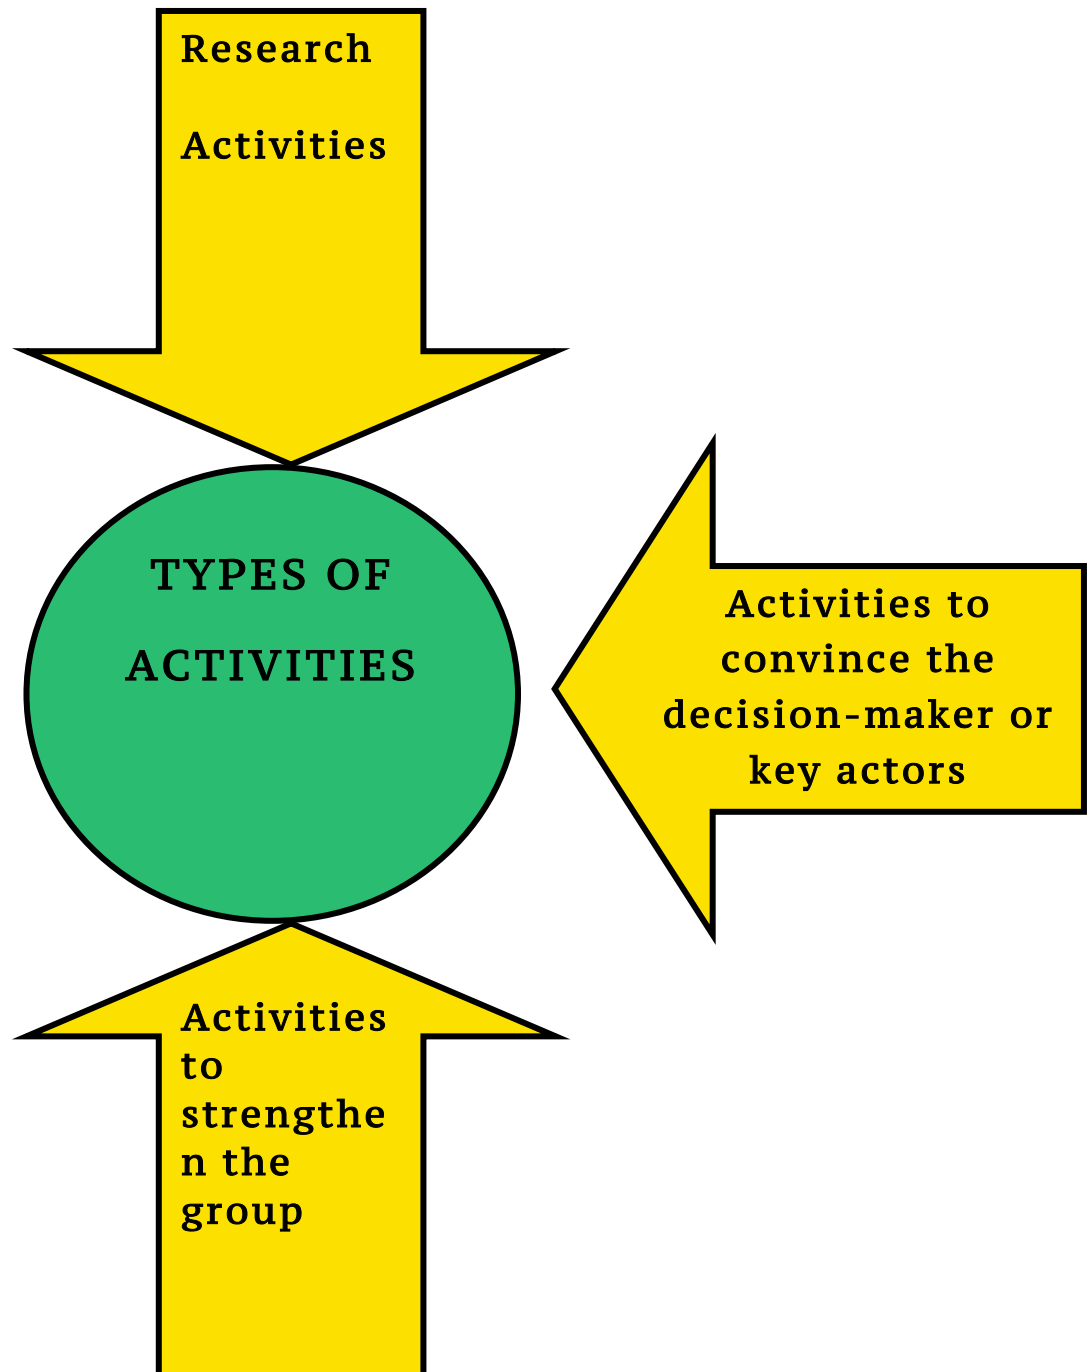 Research
Activities
TYPES OF
ACTIVITIES
Activities to
convince the
decision-maker or
key actors
Activities
to
strengthe
n the
group